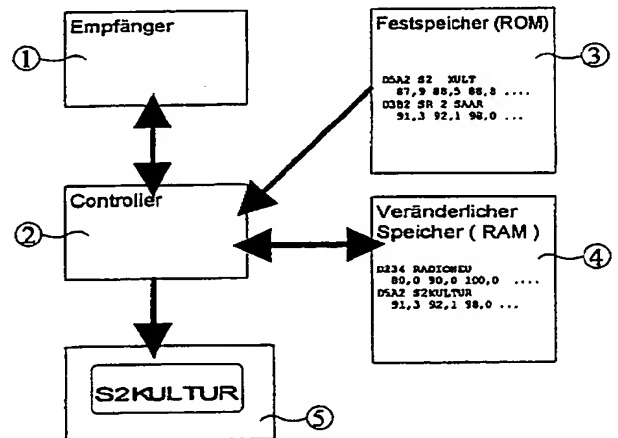 Empfänger
①
Festspeicher (ROM)
③
D5A2 S2 KULT
87,9 88,5 88,8 ....
D3B2 SR 2 SAAR
91,3 92,1 98,0 ...
Controller
②
Veränderlicher
Speicher ( RAM )
④
D234 RADIONEU
80,0 90,0 100,0 ....
D5A2 S2KULTUR
91,3 92,1 98,0 ...
S2KULTUR
⑤